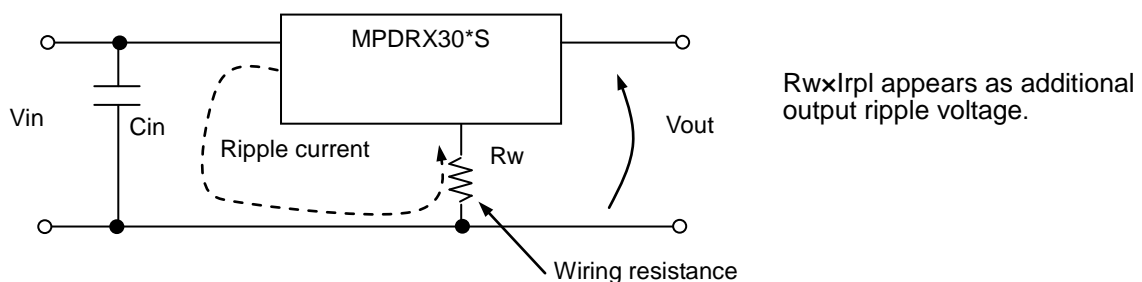 MPDRX30*S
Rw×Irpl appears as additional
output ripple voltage.
Vin
Cin
Vout
Ripple current
Rw
Wiring resistance